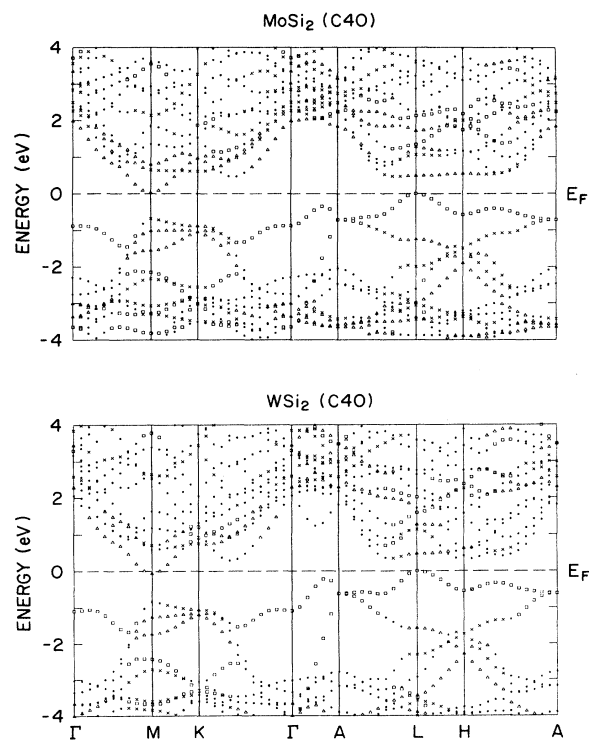 MoSi2 (C40)
4
2
0
-2
-4
ENERGY (eV)
EF
WSi2 (C40)
4
2
0
-2
-4
ENERGY (eV)
EF
Γ M K Γ A L H A